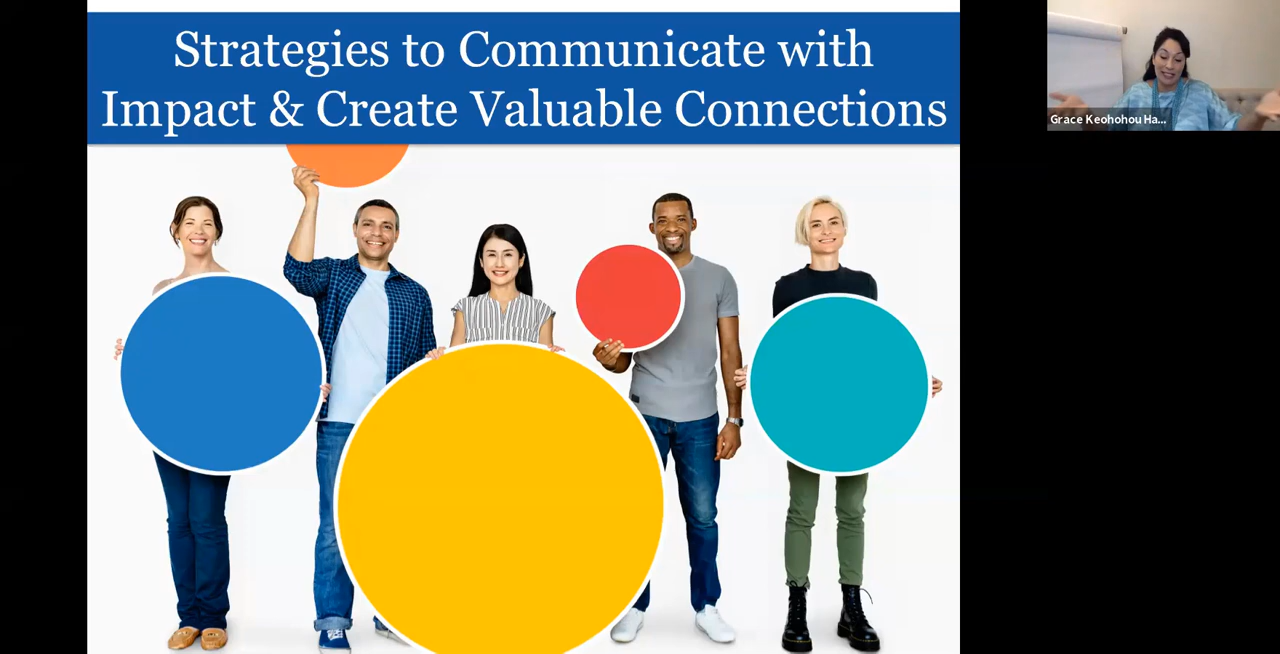 Strategies to Communicate with
Impact & Create Valuable Connections
Grace Keohohou Ha...